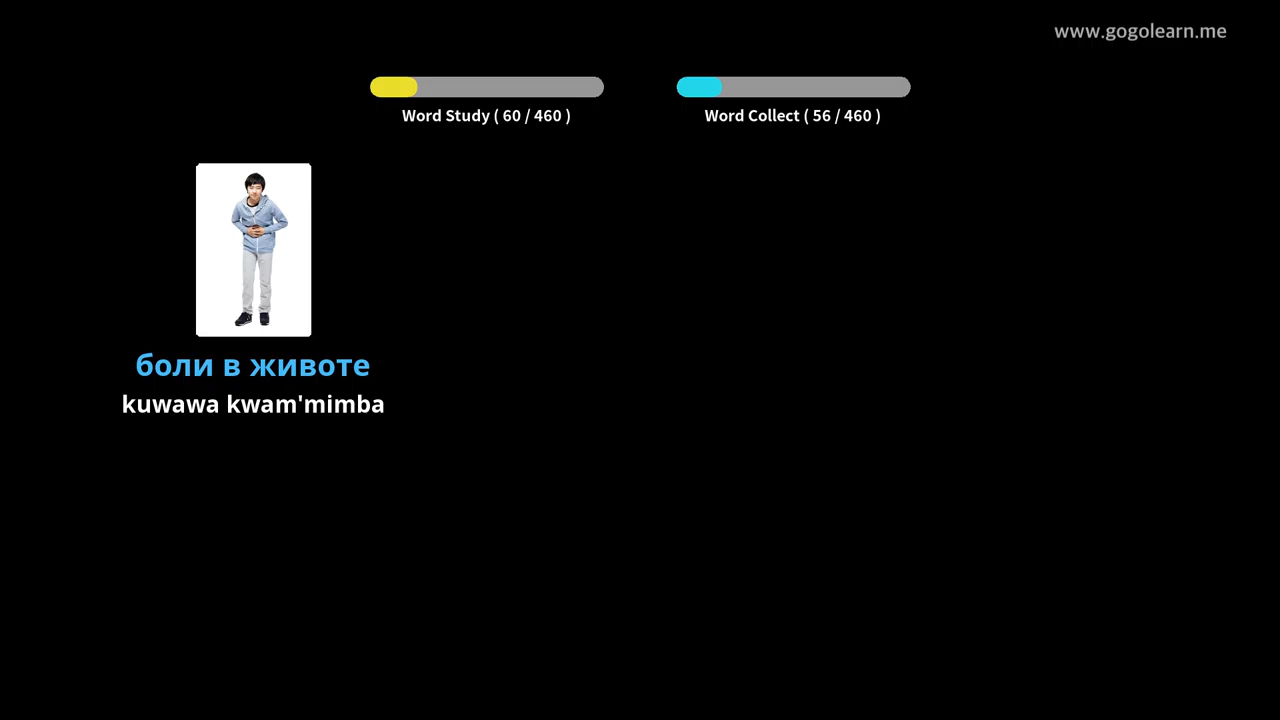 www.gogolearn.me
Word Study ( 60 / 460 )
Word Collect ( 56 / 460 )
боли в животе
kuwawa kwam'mimba